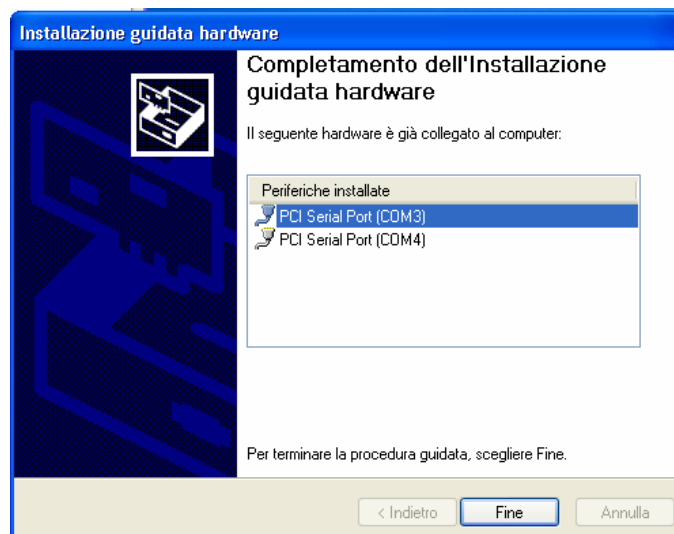 Installazione guidata hardware
Completamento dell'Installazione
guidata hardware
Il seguente hardware è già collegato al computer:
Periferiche installate
PCI Serial Port (COM3)
PCI Serial Port (COM4)
Per terminare la procedura guidata, scegliere Fine.
< Indietro Fine Annulla